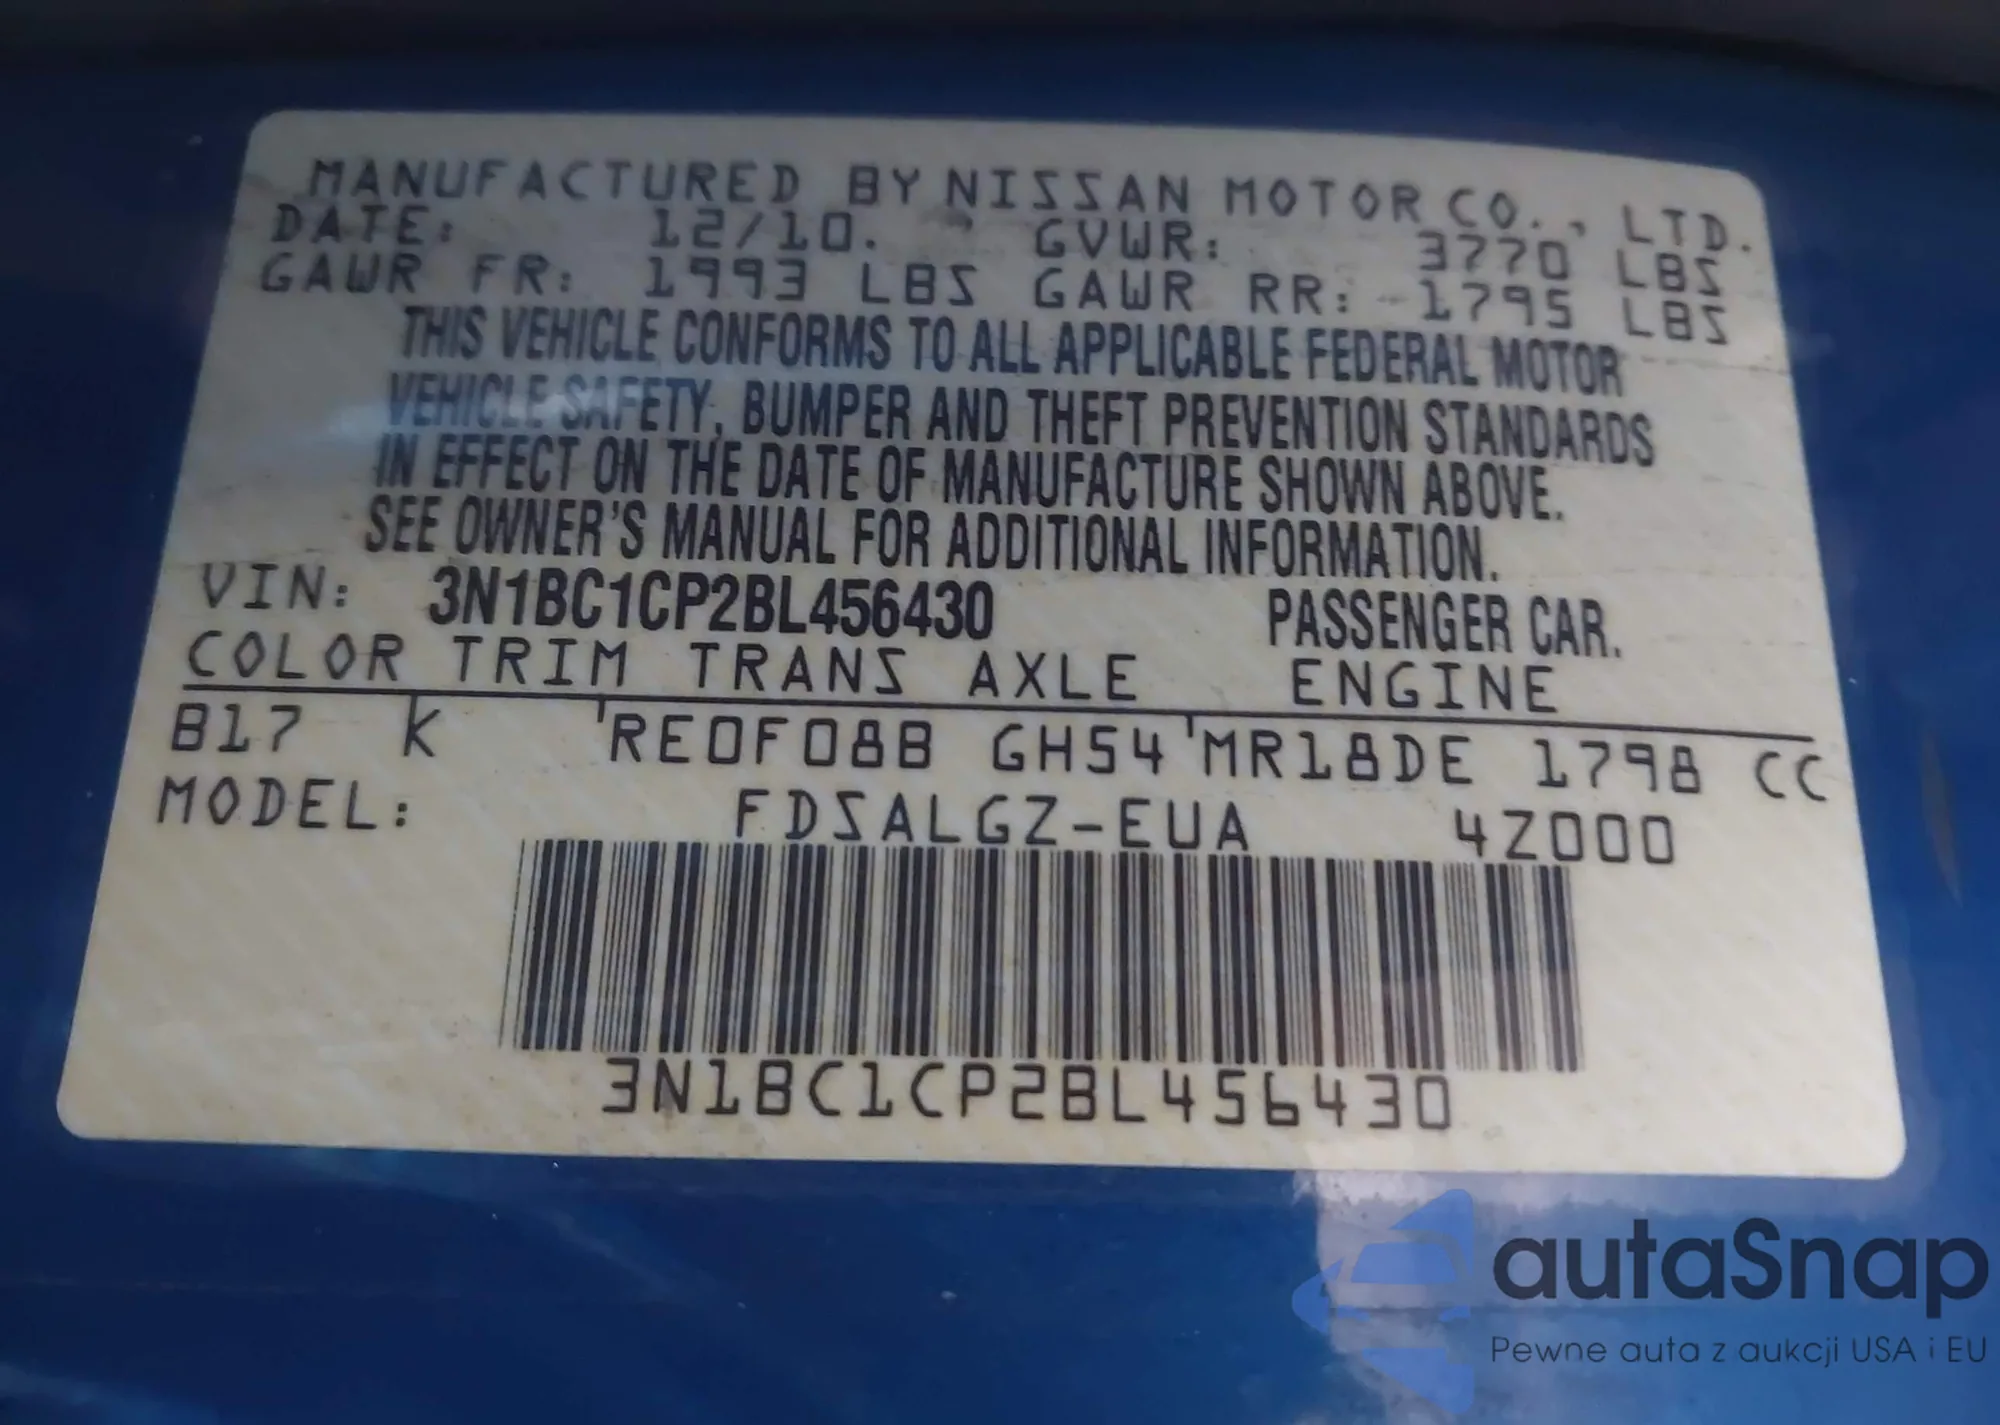 MANUFACTURED BY NISSAN MOTOR CO., LTD.
DATE: 12/10. GVWR: 3770 LBS
GAWR FR: 1993 LBS GAWR RR: 1795 LBS
THIS VEHICLE CONFORMS TO ALL APPLICABLE FEDERAL MOTOR
VEHICLE SAFETY, BUMPER AND THEFT PREVENTION STANDARDS
IN EFFECT ON THE DATE OF MANUFACTURE SHOWN ABOVE.
SEE OWNER'S MANUAL FOR ADDITIONAL INFORMATION.
VIN: 3N1BC1CP2BL456430 PASSENGER CAR.
COLOR TRIM TRANS AXLE ENGINE
B17 K RE0F08B GH54 MR18DE 1798 CC
MODEL: FDSALGZ-EUA 4Z000
3N1BC1CP2BL456430
autaSnap
Pewne auta z aukcji USA i EU